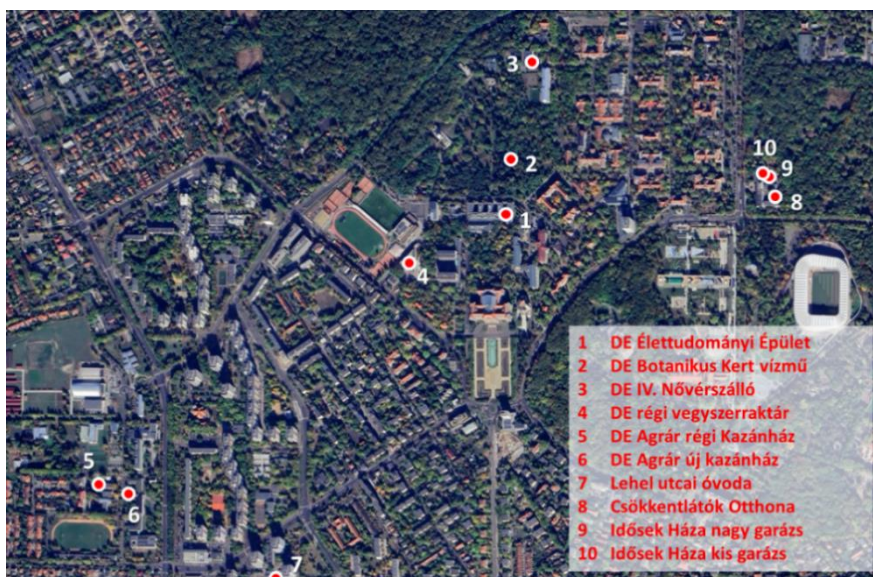 3
2
10
9
8
1
4
5
6
7
1 DE Élettudományi Épület
2 DE Botanikus Kert vízmű
3 DE IV. Nővérszálló
4 DE régi vegyszerraktár
5 DE Agrár régi Kazánház
6 DE Agrár új kazánház
7 Lehel utcai óvoda
8 Csökkentlátók Otthona
9 Idősek Háza nagy garázs
10 Idősek Háza kis garázs